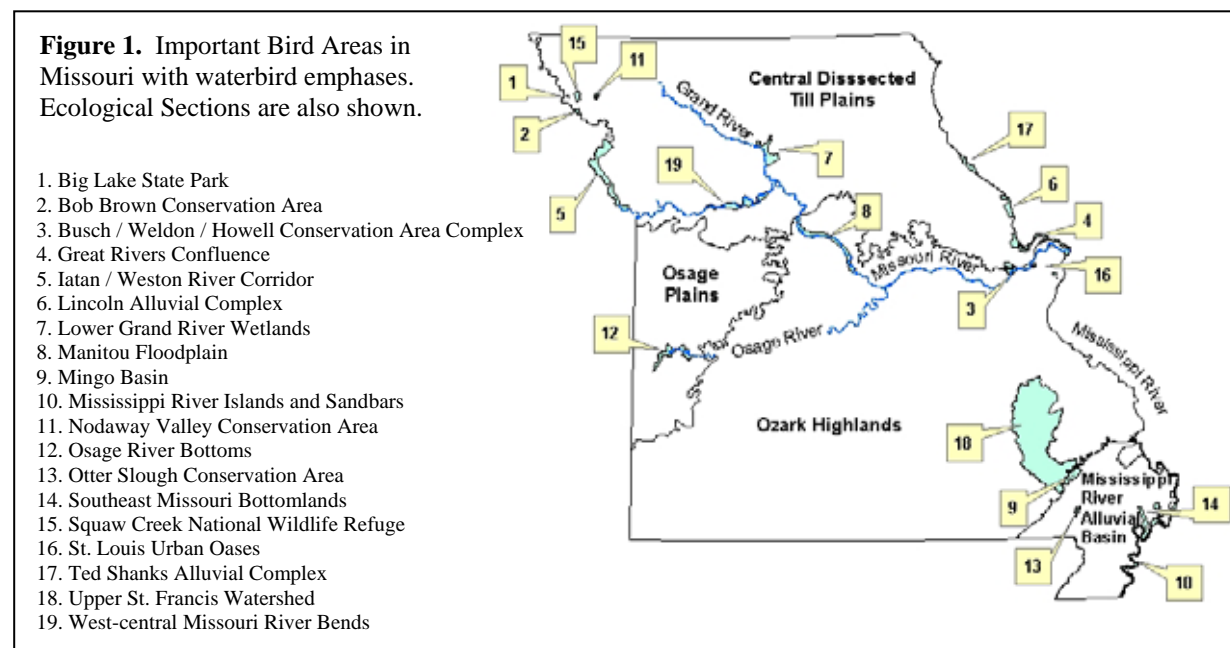 Figure 1.  Important Bird Areas in
Missouri with waterbird emphases.
Ecological Sections are also shown.
1. Big Lake State Park
2. Bob Brown Conservation Area
3. Busch / Weldon / Howell Conservation Area Complex
4. Great Rivers Confluence
5. Iatan / Weston River Corridor
6. Lincoln Alluvial Complex
7. Lower Grand River Wetlands
8. Manitou Floodplain
9. Mingo Basin
10. Mississippi River Islands and Sandbars
11. Nodaway Valley Conservation Area
12. Osage River Bottoms
13. Otter Slough Conservation Area
14. Southeast Missouri Bottomlands
15. Squaw Creek National Wildlife Refuge
16. St. Louis Urban Oases
17. Ted Shanks Alluvial Complex
18. Upper St. Francis Watershed
19. West-central Missouri River Bends
15
11
1
2
Central Disssected
Till Plains
Grand River
17
7
19
6
5
8
4
Missouri River
16
Osage
Plains
3
12
Osage River
Mississippi River
Ozark Highlands
18
Mississippi
River
Alluvial
Basin
9
14
13
10